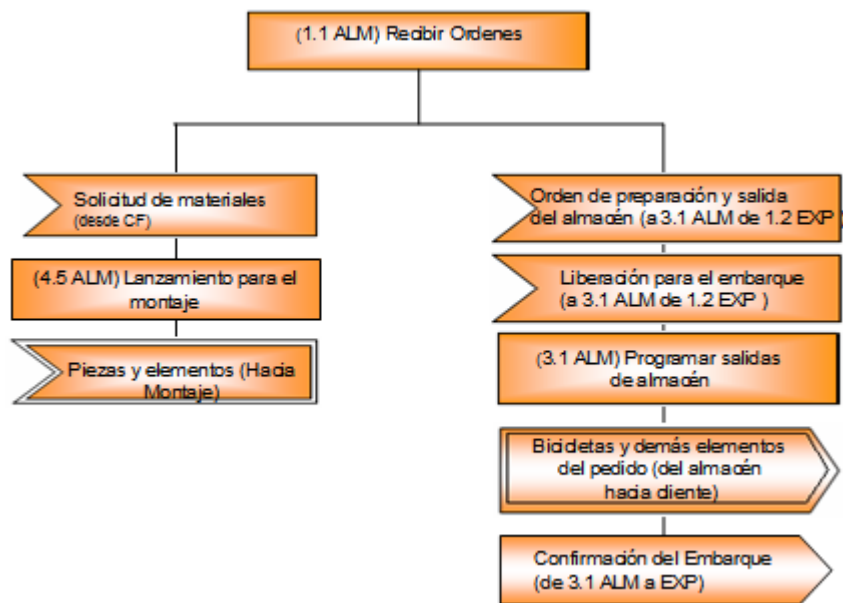 (1.1 ALM) Recibir Ordenes
Solicitud de materiales
(desde CF)
(4.5 ALM) Lanzamiento para el
montaje
Piezas y elementos (Hacia
Montaje)
Orden de preparación y salida
del almacén (a 3.1 ALM de 1.2 EXP )
Liberación para el embarque
(a 3.1 ALM de 1.2 EXP )
(3.1 ALM) Programar salidas
de almacén
Bicicletas y demás elementos
del pedido (del almacén
hacia cliente)
Confirmación del Embarque
(de 3.1 ALM a EXP)